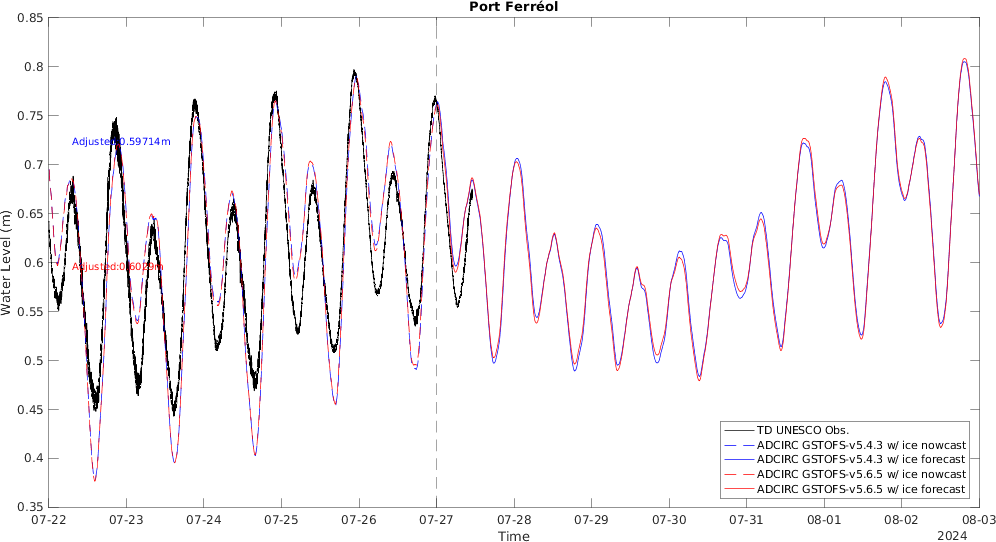 Port Ferréol
0.85
0.8
0.75
0.7
0.65
0.6
0.55
0.5
0.45
0.4
0.35
Water Level (m)
Adjusted:0.59714m
Adjusted:0.6029m
TD UNESCO Obs.
ADCIRC GSTOFS-v5.4.3 w/ ice nowcast
ADCIRC GSTOFS-v5.4.3 w/ ice forecast
ADCIRC GSTOFS-v5.6.5 w/ ice nowcast
ADCIRC GSTOFS-v5.6.5 w/ ice forecast
07-22 07-23 07-24 07-25 07-26 07-27 07-28 07-29 07-30 07-31 08-01 08-02 08-03
Time
2024